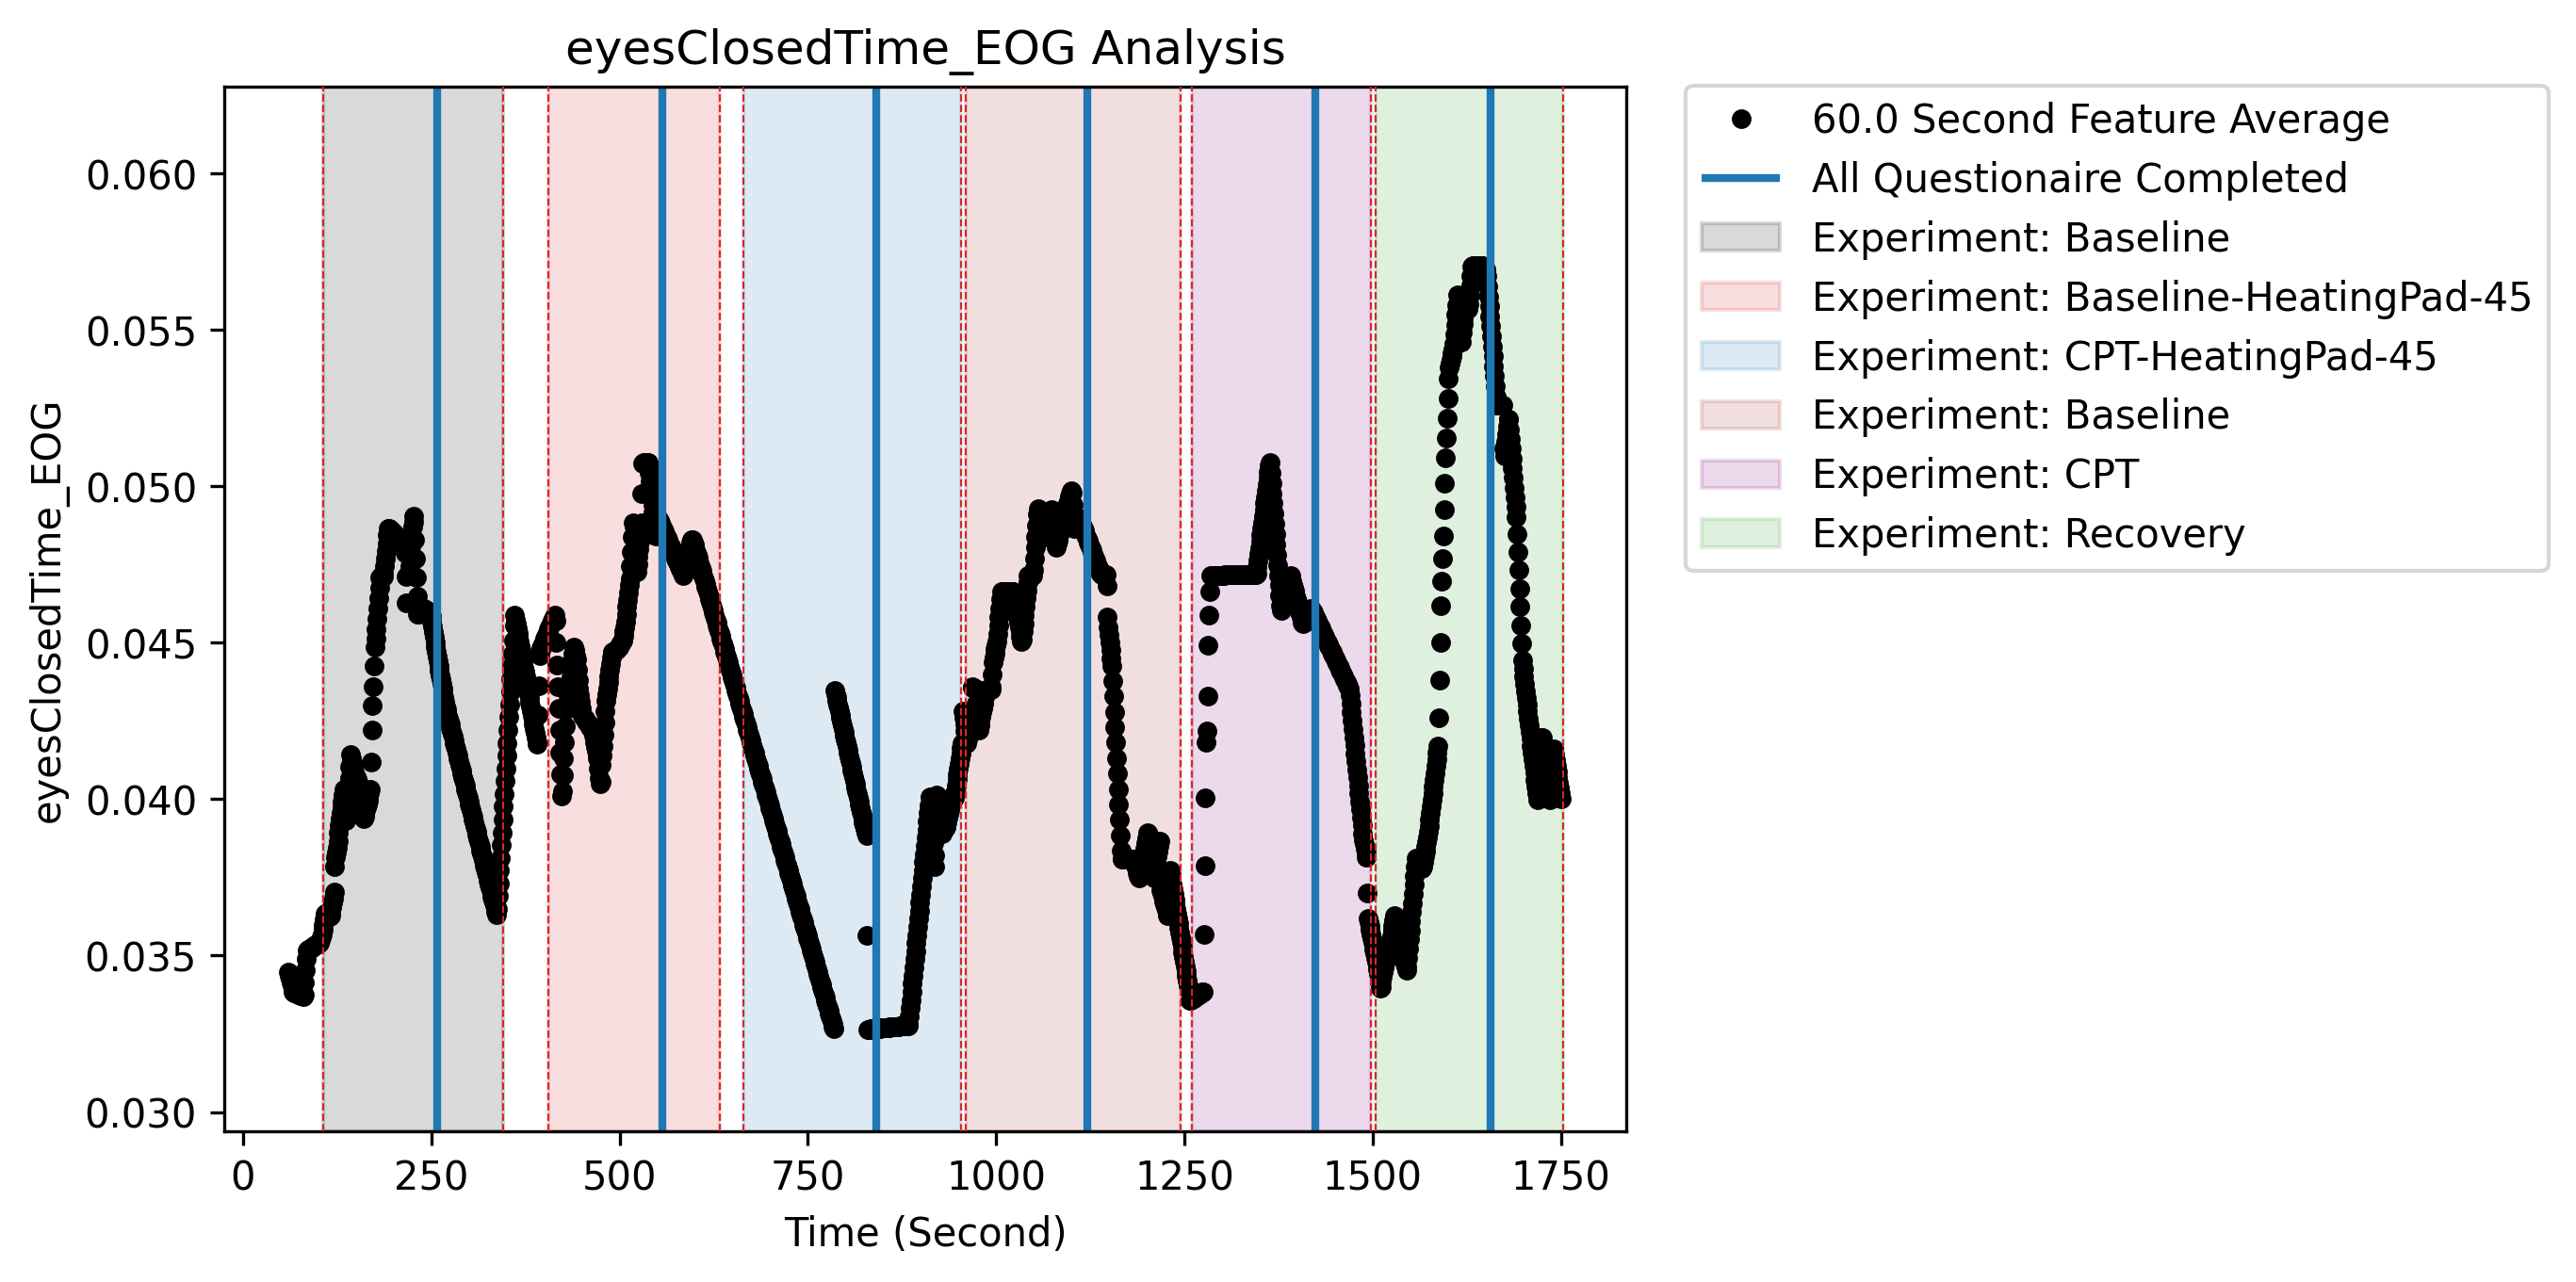 eyesClosedTime_EOG Analysis
eyesClosedTime_EOG
0.060
0.055
0.050
0.045
0.040
0.035
0.030
0 250 500 750 1000 1250 1500 1750
Time (Second)
60.0 Second Feature Average
All Questionaire Completed
Experiment: Baseline
Experiment: Baseline-HeatingPad-45
Experiment: CPT-HeatingPad-45
Experiment: Baseline
Experiment: CPT
Experiment: Recovery